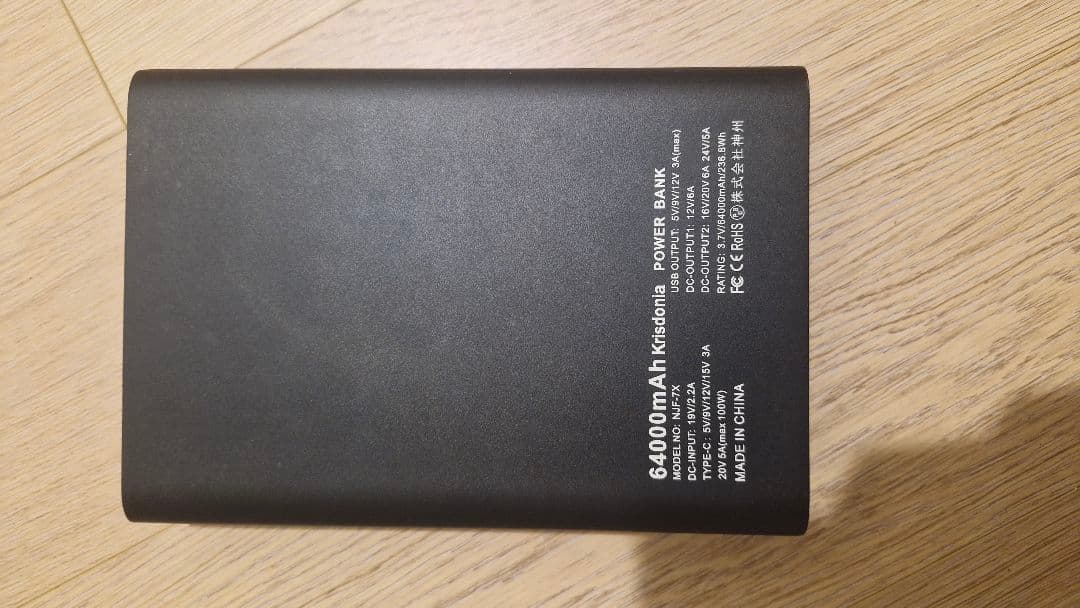 64000mAh Krisdonia POWER BANK
MODEL NO: NJF-7X
USB OUTPUT: 5V/9V/12V 3A(max)
DC-INPUT: 19V/2.2A
DC-OUTPUT1: 12V/6A
TYPE-C : 5V/9V/12V/15V 3A
DC-OUTPUT2: 16V/20V 6A 24V/5A
20V 5A(max 100W)
RATING: 3.7V/64000mAh/236.8Wh
MADE IN CHINA
FC CE RoHS 株式会社神州